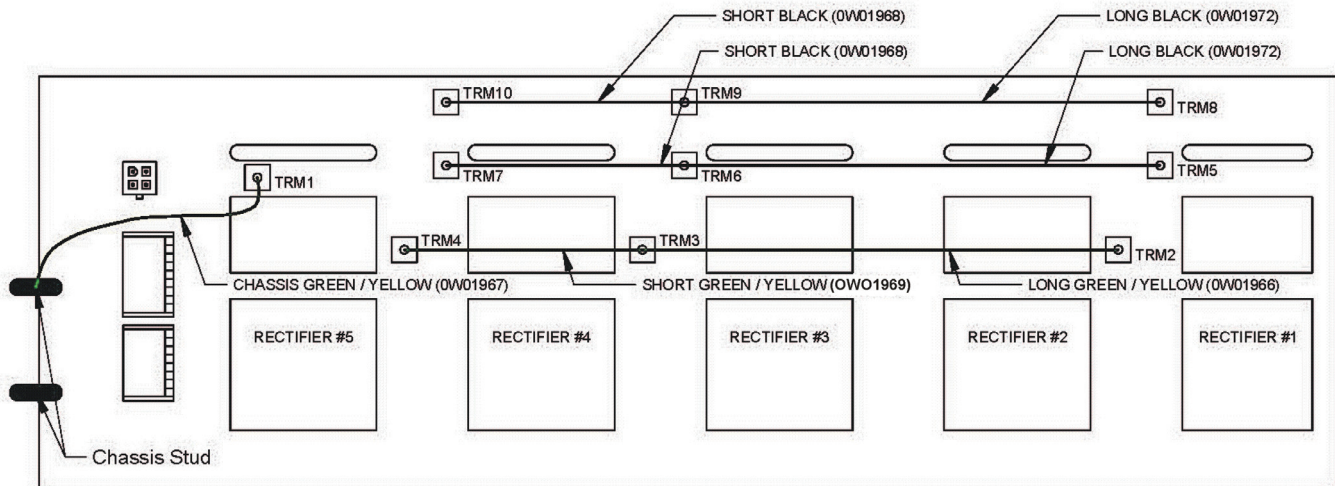 SHORT BLACK (0W01968)
LONG BLACK (0W01972)
SHORT BLACK (0W01968)
LONG BLACK (0W01972)
TRM10
TRM9
TRM8
TRM7
TRM6
TRM5
TRM1
TRM4
TRM3
TRM2
CHASSIS GREEN / YELLOW (0W01967)
SHORT GREEN / YELLOW (OWO1969)
LONG GREEN / YELLOW (0W01966)
RECTIFIER #5
RECTIFIER #4
RECTIFIER #3
RECTIFIER #2
RECTIFIER #1
Chassis Stud